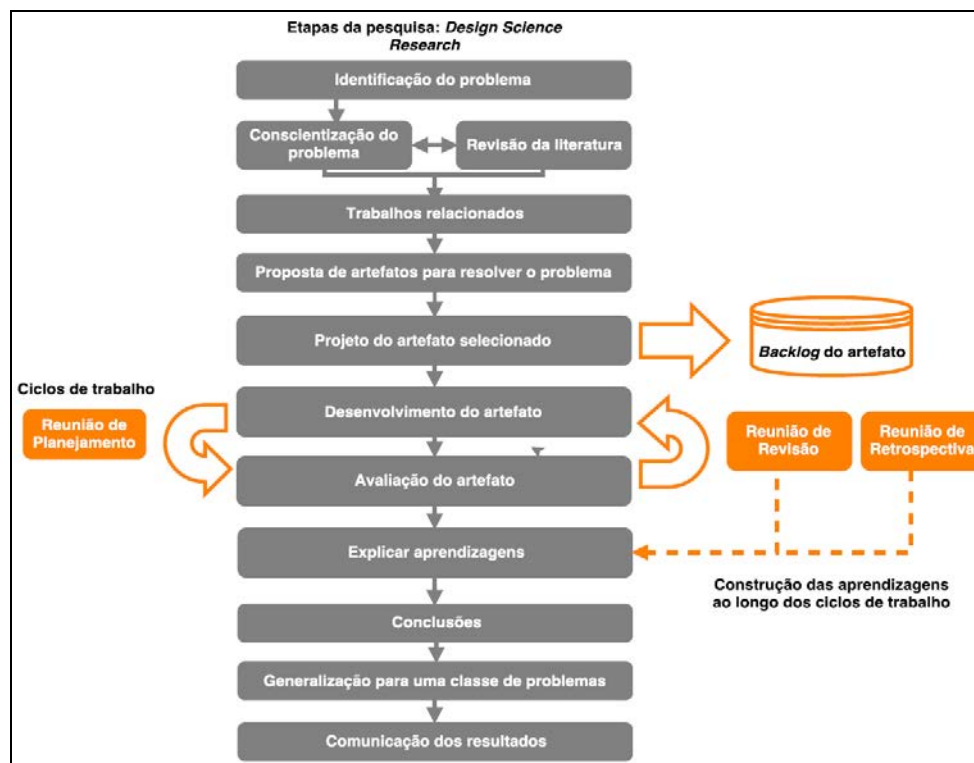 Etapas da pesquisa: Design Science
Research
Identificação do problema
Conscientização do
problema
Revisão da literatura
Trabalhos relacionados
Proposta de artefatos para resolver o problema
Projeto do artefato selecionado
Backlog do artefato
Ciclos de trabalho
Reunião de
Planejamento
Desenvolvimento do artefato
Reunião de
Revisão
Reunião de
Retrospectiva
Avaliação do artefato
Explicar aprendizagens
Construção das aprendizagens
ao longo dos ciclos de trabalho
Conclusões
Generalização para uma classe de problemas
Comunicação dos resultados